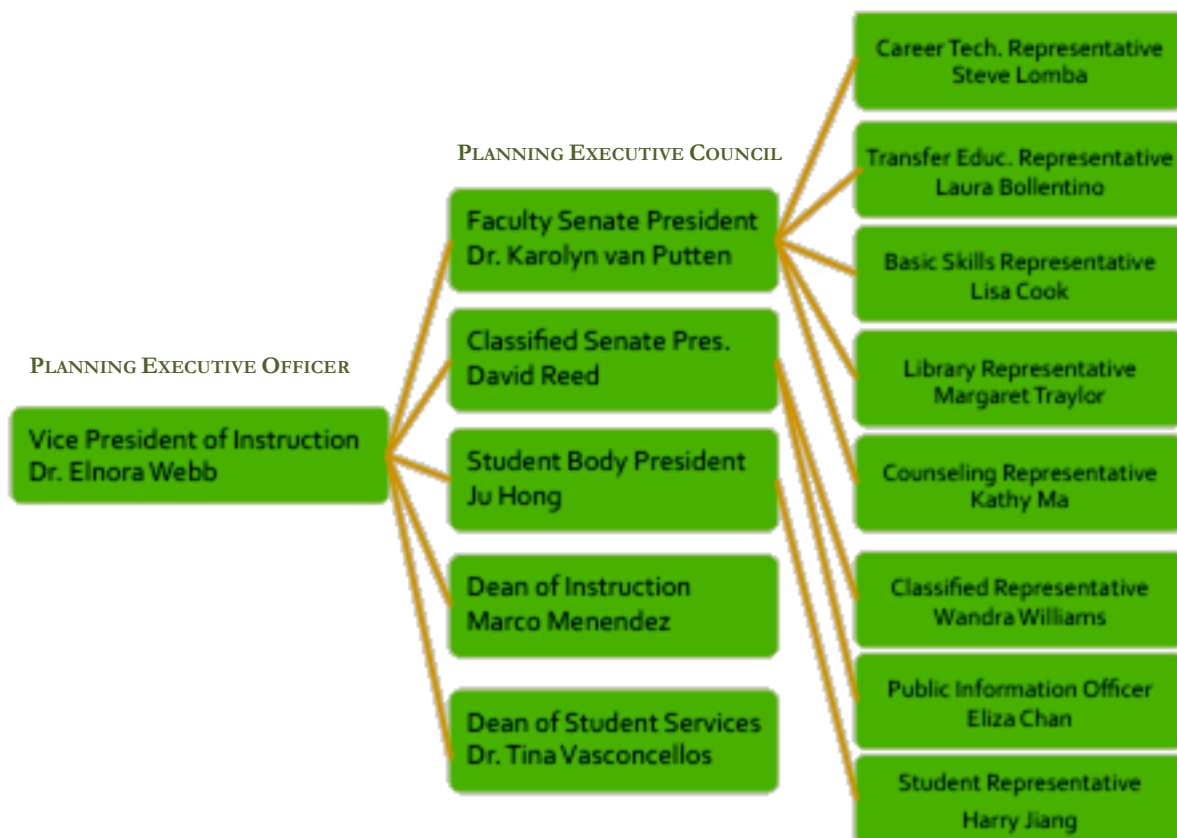 PLANNING EXECUTIVE OFFICER
Vice President of Instruction
Dr. Elnora Webb
PLANNING EXECUTIVE COUNCIL
Faculty Senate President
Dr. Karolyn van Putten
Classified Senate Pres.
David Reed
Student Body President
Ju Hong
Dean of Instruction
Marco Menendez
Dean of Student Services
Dr. Tina Vasconcellos
Career Tech. Representative
Steve Lomba
Transfer Educ. Representative
Laura Bollentino
Basic Skills Representative
Lisa Cook
Library Representative
Margaret Traylor
Counseling Representative
Kathy Ma
Classified Representative
Wandra Williams
Public Information Officer
Eliza Chan
Student Representative
Harry Jiang